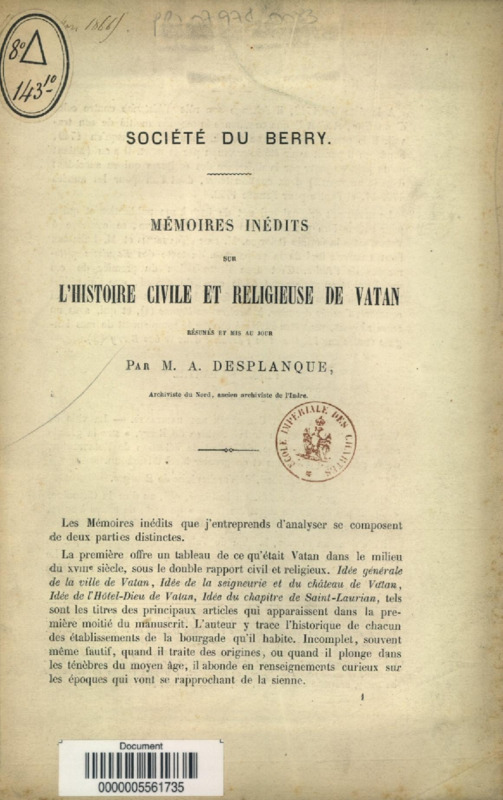 8° Δ
143-10
SOCIÉTÉ DU BERRY.
MÉMOIRES INÉDITS
SUR
L'HISTOIRE CIVILE ET RELIGIEUSE DE VATAN
RÉSUMÉS ET MIS AU JOUR
PAR M. A. DESPLANQUE,
Archiviste du Nord, ancien archiviste de l'Indre.
ÉCOLE IMPÉRIALE DES CHARTES
Les Mémoires inédits que j'entreprends d'analyser se composent
de deux parties distinctes.
La première offre un tableau de ce qu'était Vatan dans le milieu
du XVIIIe siècle, sous le double rapport civil et religieux. Idée générale
de la ville de Vatan, Idée de la seigneurie et du château de Vatan,
Idée de l'Hôtel-Dieu de Vatan, Idée du chapitre de Saint-Laurian, tels
sont les titres des principaux articles qui apparaissent dans la pre-
mière moitié du manuscrit. L'auteur y trace l'historique de chacun
des établissements de la bourgade qu'il habite. Incomplet, souvent
même fautif, quand il traite des origines, ou quand il plonge dans
les ténèbres du moyen âge, il abonde en renseignements curieux sur
les époques qui vont se rapprochant de la sienne.
1
Document
0000005561735